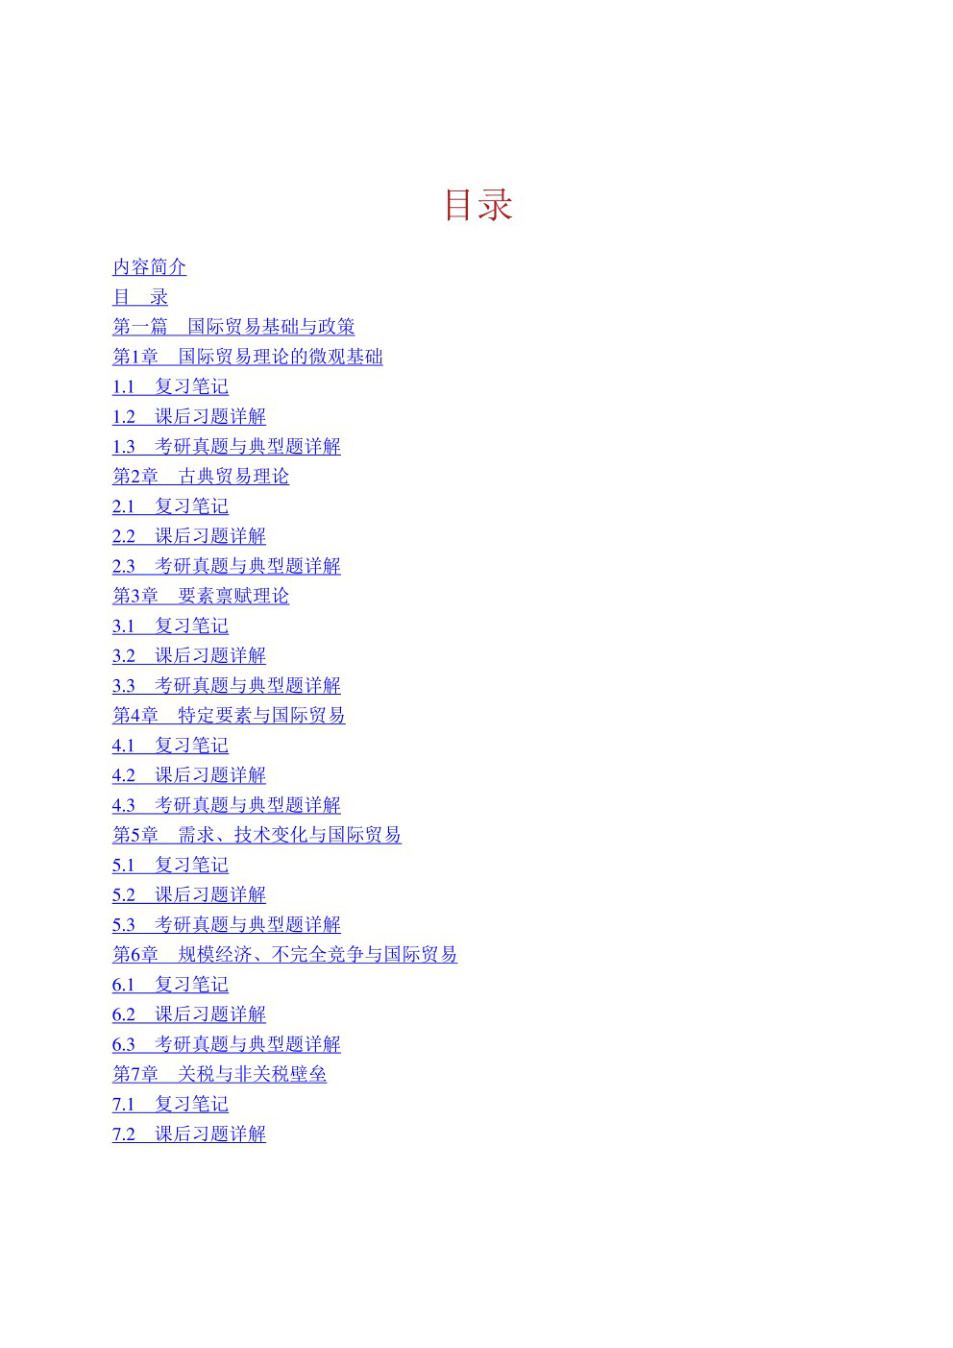 目录
内容简介
目　录
第一篇　国际贸易基础与政策
第1章　国际贸易理论的微观基础
1.1　复习笔记
1.2　课后习题详解
1.3　考研真题与典型题详解
第2章　古典贸易理论
2.1　复习笔记
2.2　课后习题详解
2.3　考研真题与典型题详解
第3章　要素禀赋理论
3.1　复习笔记
3.2　课后习题详解
3.3　考研真题与典型题详解
第4章　特定要素与国际贸易
4.1　复习笔记
4.2　课后习题详解
4.3　考研真题与典型题详解
第5章　需求、技术变化与国际贸易
5.1　复习笔记
5.2　课后习题详解
5.3　考研真题与典型题详解
第6章　规模经济、不完全竞争与国际贸易
6.1　复习笔记
6.2　课后习题详解
6.3　考研真题与典型题详解
第7章　关税与非关税壁垒
7.1　复习笔记
7.2　课后习题详解